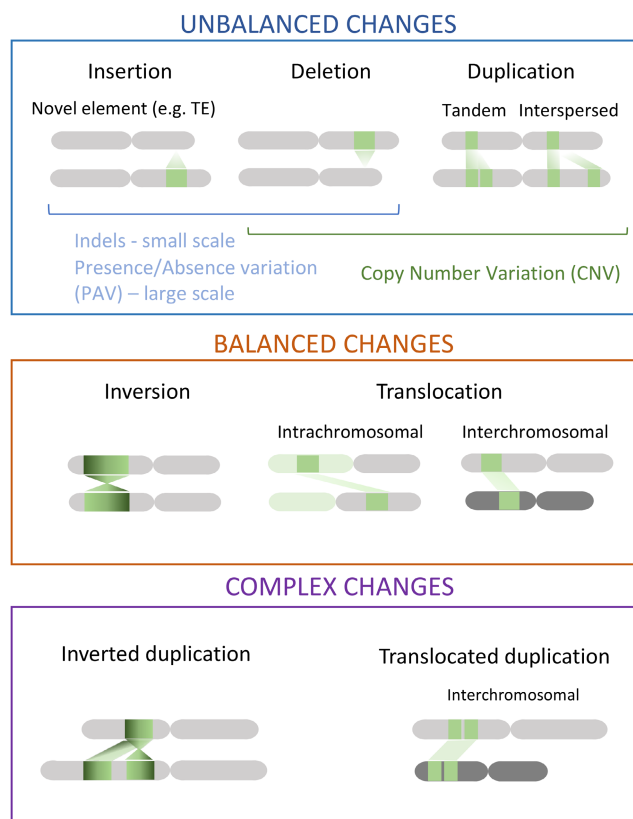 UNBALANCED CHANGES
Insertion
Deletion
Duplication
Novel element (e.g. TE)
Tandem
Interspersed
Indels - small scale
Presence/Absence variation
(PAV) – large scale
Copy Number Variation (CNV)
BALANCED CHANGES
Inversion
Translocation
Intrachromosomal
Interchromosomal
COMPLEX CHANGES
Inverted duplication
Translocated duplication
Interchromosomal